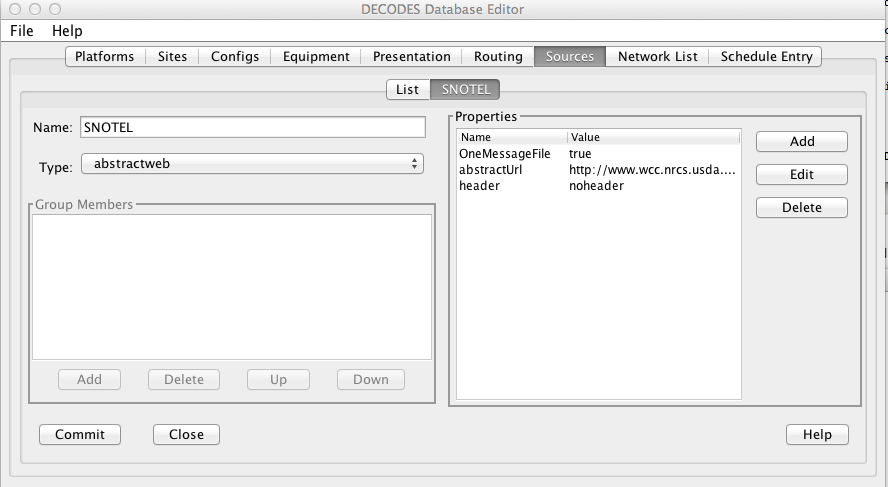 DECODES Database Editor
File Help
Platforms Sites Configs Equipment Presentation Routing Sources Network List Schedule Entry
List SNOTEL
Name: SNOTEL
Type: abstractweb
Group Members
Add Delete Up Down
Properties
Name Value
OneMessageFile true
abstractUrl http://www.wcc.nrcs.usda....
header noheader
Add
Edit
Delete
Commit Close Help